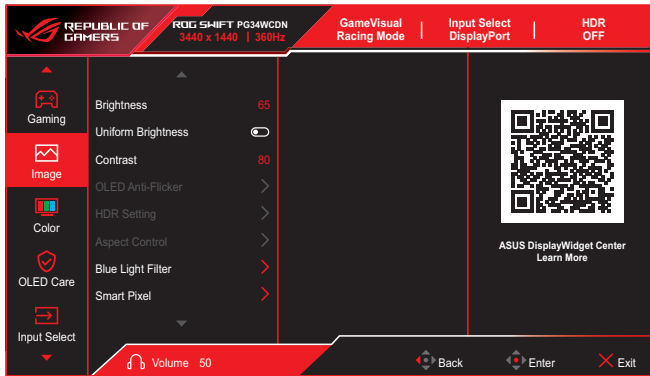 REPUBLIC OF
GAMERS
ROG SWIFT PG34WCDN
3440 x 1440 | 360Hz
GameVisual
Racing Mode
Input Select
DisplayPort
HDR
OFF
Gaming
Image
Color
OLED Care
Input Select
Brightness 65
Uniform Brightness
Contrast 80
OLED Anti-Flicker
HDR Setting
Aspect Control
Blue Light Filter
Smart Pixel
ASUS DisplayWidget Center
Learn More
Volume 50
Back
Enter
Exit